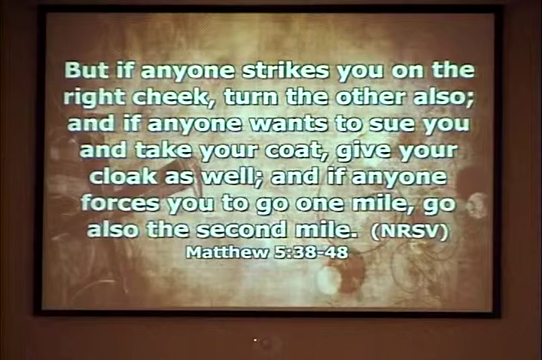 But if anyone strikes you on the
right cheek, turn the other also;
and if anyone wants to sue you
and take your coat, give your
cloak as well; and if anyone
forces you to go one mile, go
also the second mile. (NRSV)
Matthew 5:38-48